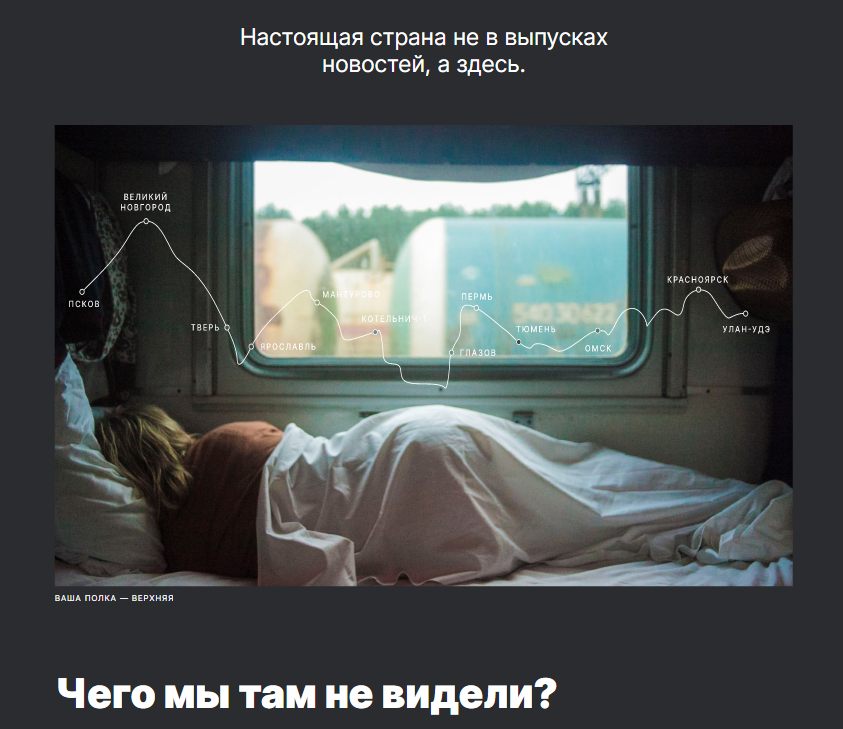 Настоящая страна не в выпусках
новостей, а здесь.
ВЕЛИКИЙ
НОВГОРОД
ПСКОВ
ТВЕРЬ
ЯРОСЛАВЛЬ
МАНТУРОВО
КОТЕЛЬНИЧ-1
ГЛАЗОВ
ПЕРМЬ
ТЮМЕНЬ
ОМСК
КРАСНОЯРСК
УЛАН-УДЭ
ВАША ПОЛКА — ВЕРХНЯЯ
Чего мы там не видели?